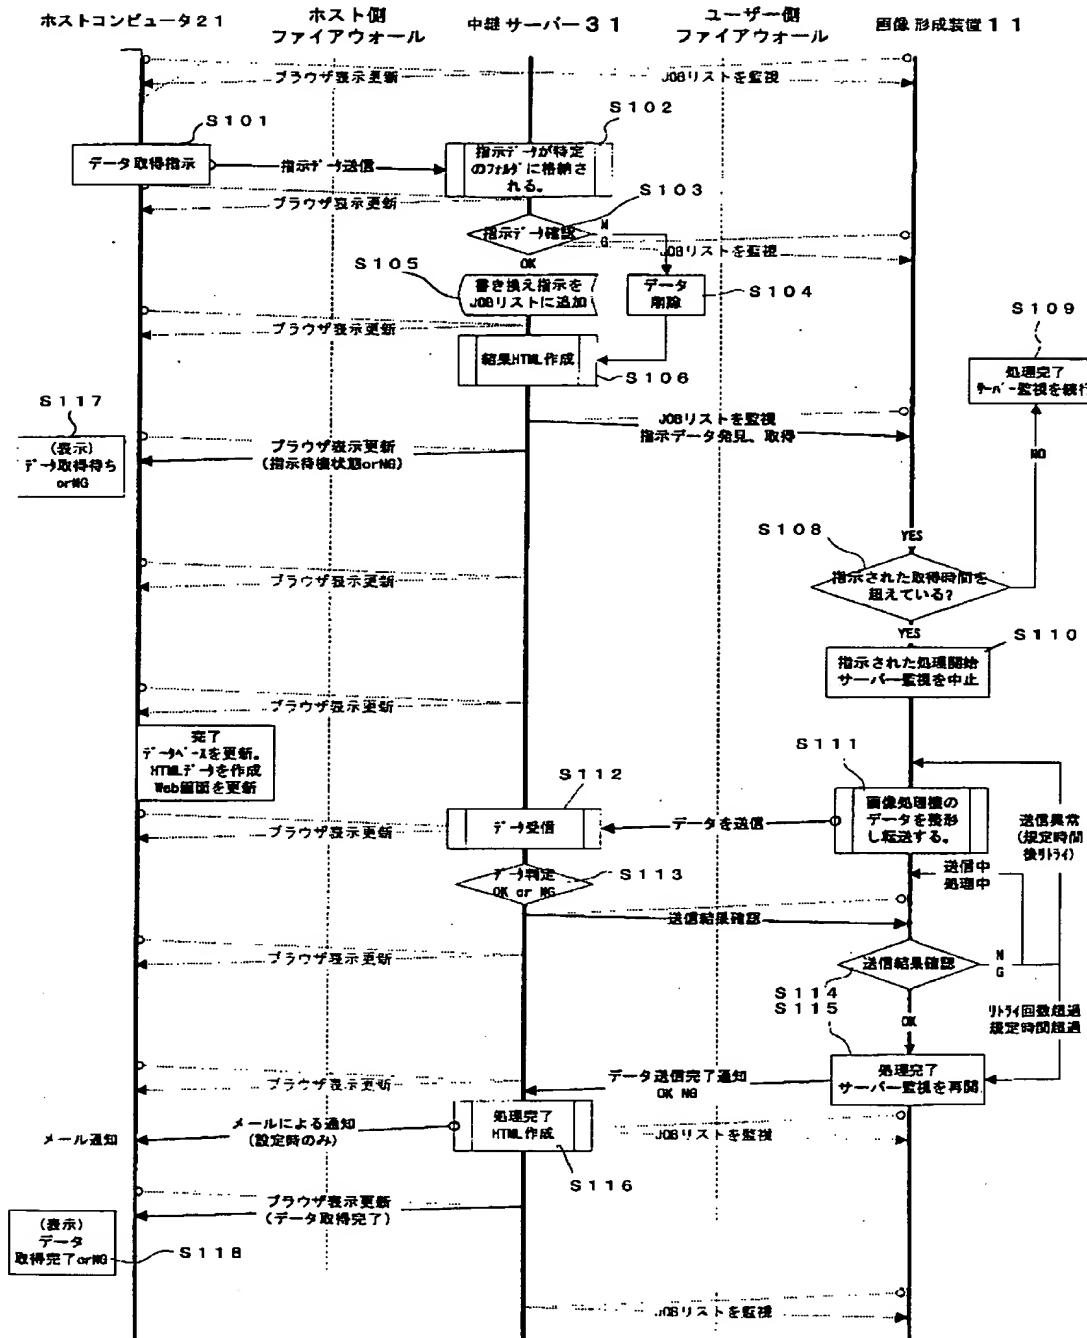 ホストコンピュータ21
ホスト側
ファイアウォール
中継サーバー31
ユーザー側
ファイアウォール
画像形成装置11
ブラウザ表示更新
JOBリストを監視
S101
データ取得指示
指示データ送信
S102
指示データが特定
のフォルダに格納さ
れる。
ブラウザ表示更新
S103
指示データ確認
NG
JOBリストを監視
OK
S105
書き換え指示を
JOBリストに追加
データ
削除
S104
ブラウザ表示更新
結果HTML作成
S106
S109
処理完了
サーバー監視を続行
NO
S117
(表示)
データ取得待ち
orNG
ブラウザ表示更新
(指示待機状態orNG)
JOBリストを監視
指示データ発見、取得
YES
S108
指示された取得時間を
超えている?
ブラウザ表示更新
YES
S110
指示された処理開始
サーバー監視を中止
ブラウザ表示更新
完了
データベースを更新。
HTMLデータを作成
Web画面を更新
S111
画像処理機の
データを整形
し転送する。
送信異常
(規定時間
後リトライ)
S112
データ受信
データを送信
ブラウザ表示更新
送信中
処理中
データ判定
OK or NG
S113
送信結果確認
ブラウザ表示更新
送信結果確認
NG
S114
S115
OK
リトライ回数超過
規定時間超過
処理完了
サーバー監視を再開
データ送信完了通知
OK NG
ブラウザ表示更新
処理完了
HTML作成
メールによる通知
(設定時のみ)
メール通知
JOBリストを監視
S116
ブラウザ表示更新
(データ取得完了)
(表示)
データ
取得完了orNG
S118
JOBリストを監視